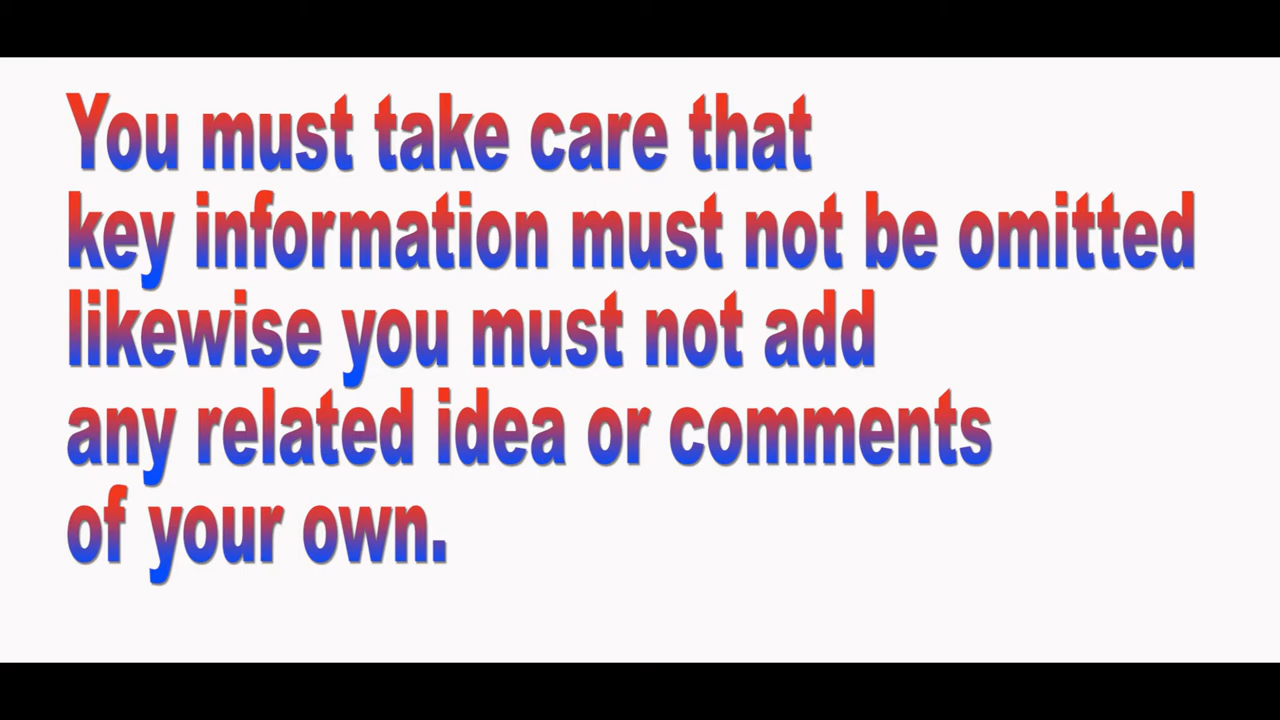 You must take care that
key information must not be omitted
likewise you must not add
any related idea or comments
of your own.